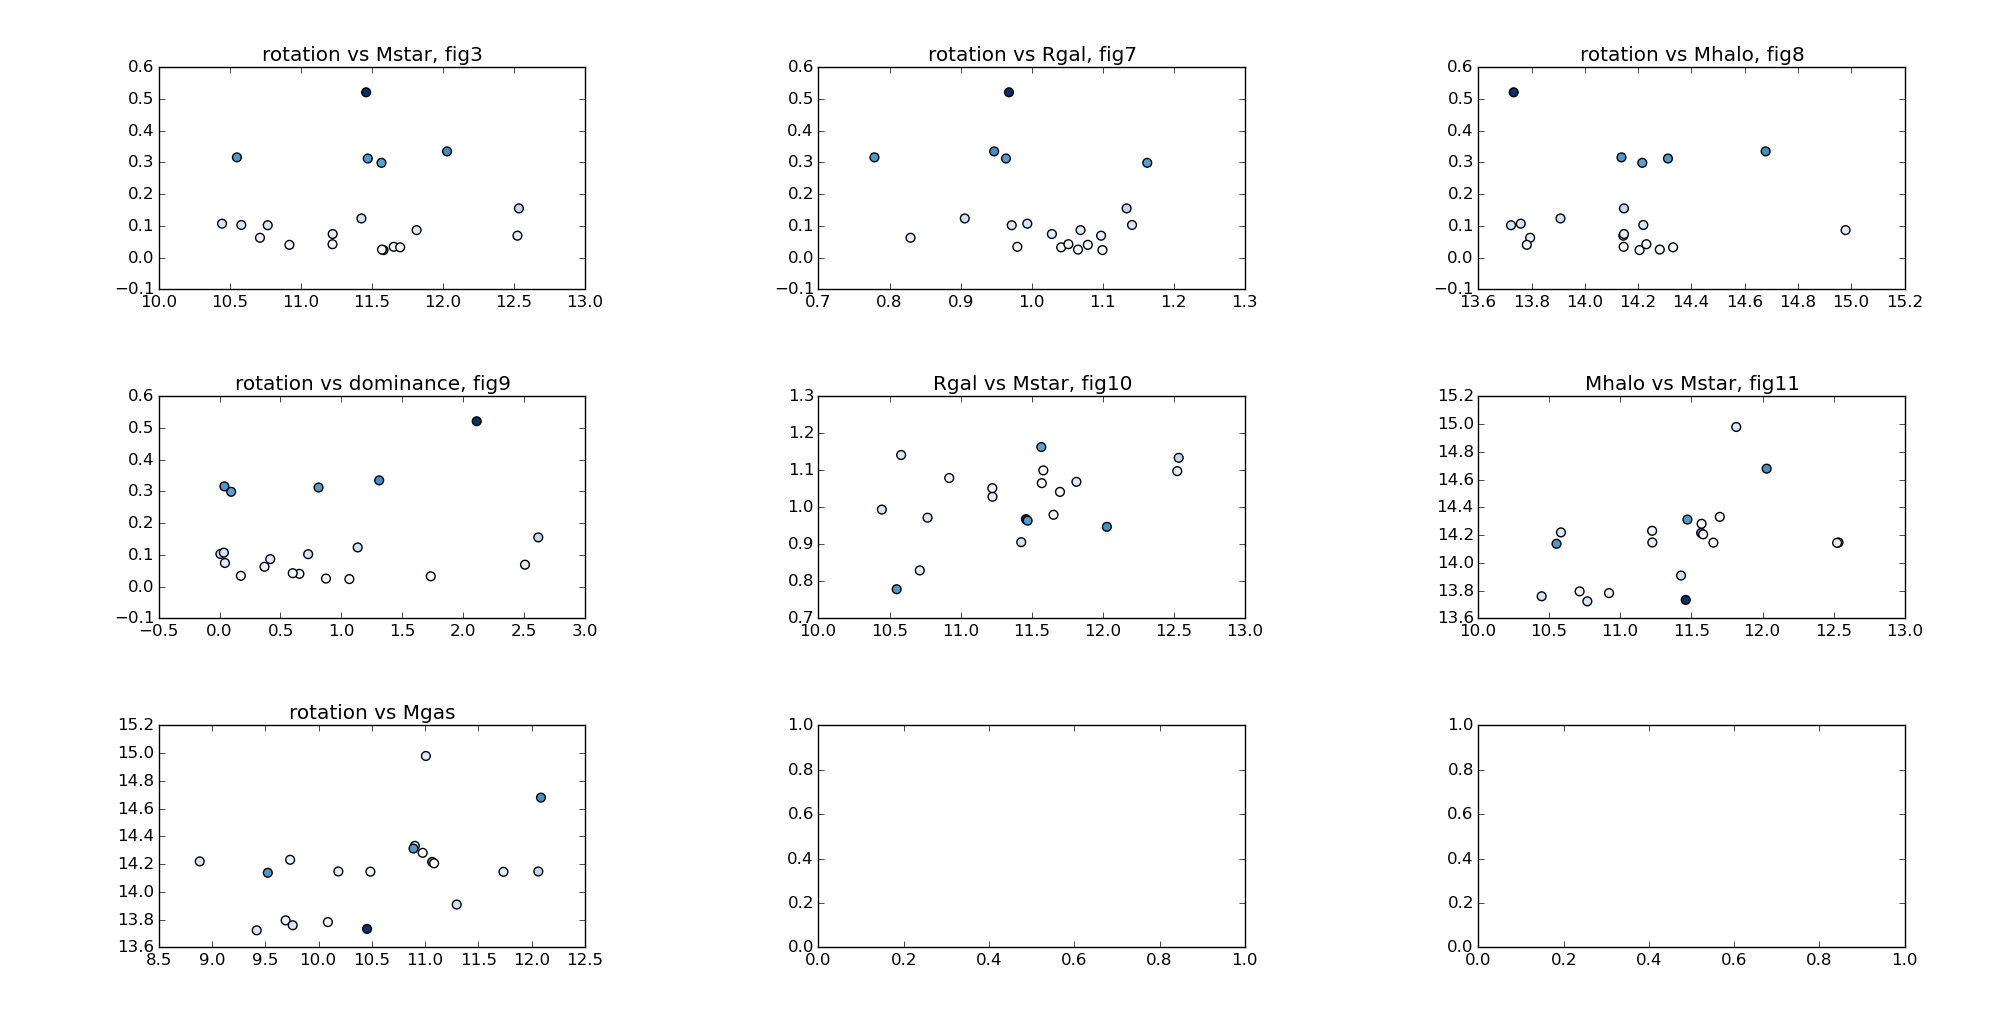 rotation vs Mstar, fig3 rotation vs Rgal, fig7 rotation vs Mhalo, fig8
0.6 0.6 0.6
0.5 0.5 0.5
0.4 0.4 0.4
0.3 0.3 0.3
0.2 0.2 0.2
0.1 0.1 0.1
0.0 0.0 0.0
−0.1 −0.1 −0.1
10.0 10.5 11.0 11.5 12.0 12.5 13.0 0.7 0.8 0.9 1.0 1.1 1.2 1.3 13.6 13.8 14.0 14.2 14.4 14.6 14.8 15.0 15.2
rotation vs dominance, fig9 Rgal vs Mstar, fig10 Mhalo vs Mstar, fig11
0.6 1.3 15.2
0.5 1.2 15.0
0.4 1.1 14.8
0.3 1.0 14.6
0.2 0.9 14.4
0.1 0.8 14.2
0.0 0.7 14.0
−0.1 13.8
13.6
−0.5 0.0 0.5 1.0 1.5 2.0 2.5 3.0 10.0 10.5 11.0 11.5 12.0 12.5 13.0 10.0 10.5 11.0 11.5 12.0 12.5 13.0
rotation vs Mgas
15.2 1.0 1.0
15.0 0.8 0.8
14.8 0.6 0.6
14.6 0.4 0.4
14.4 0.2 0.2
14.2 0.0 0.0
14.0
13.8
13.6
8.5 9.0 9.5 10.0 10.5 11.0 11.5 12.0 12.5 0.0 0.2 0.4 0.6 0.8 1.0 0.0 0.2 0.4 0.6 0.8 1.0